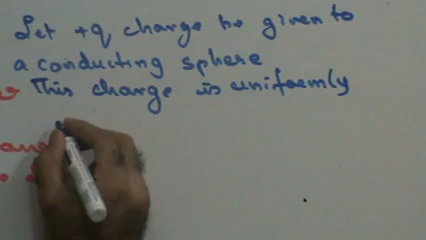 Let +q charge be given to
a conducting sphere
This charge is uniformly